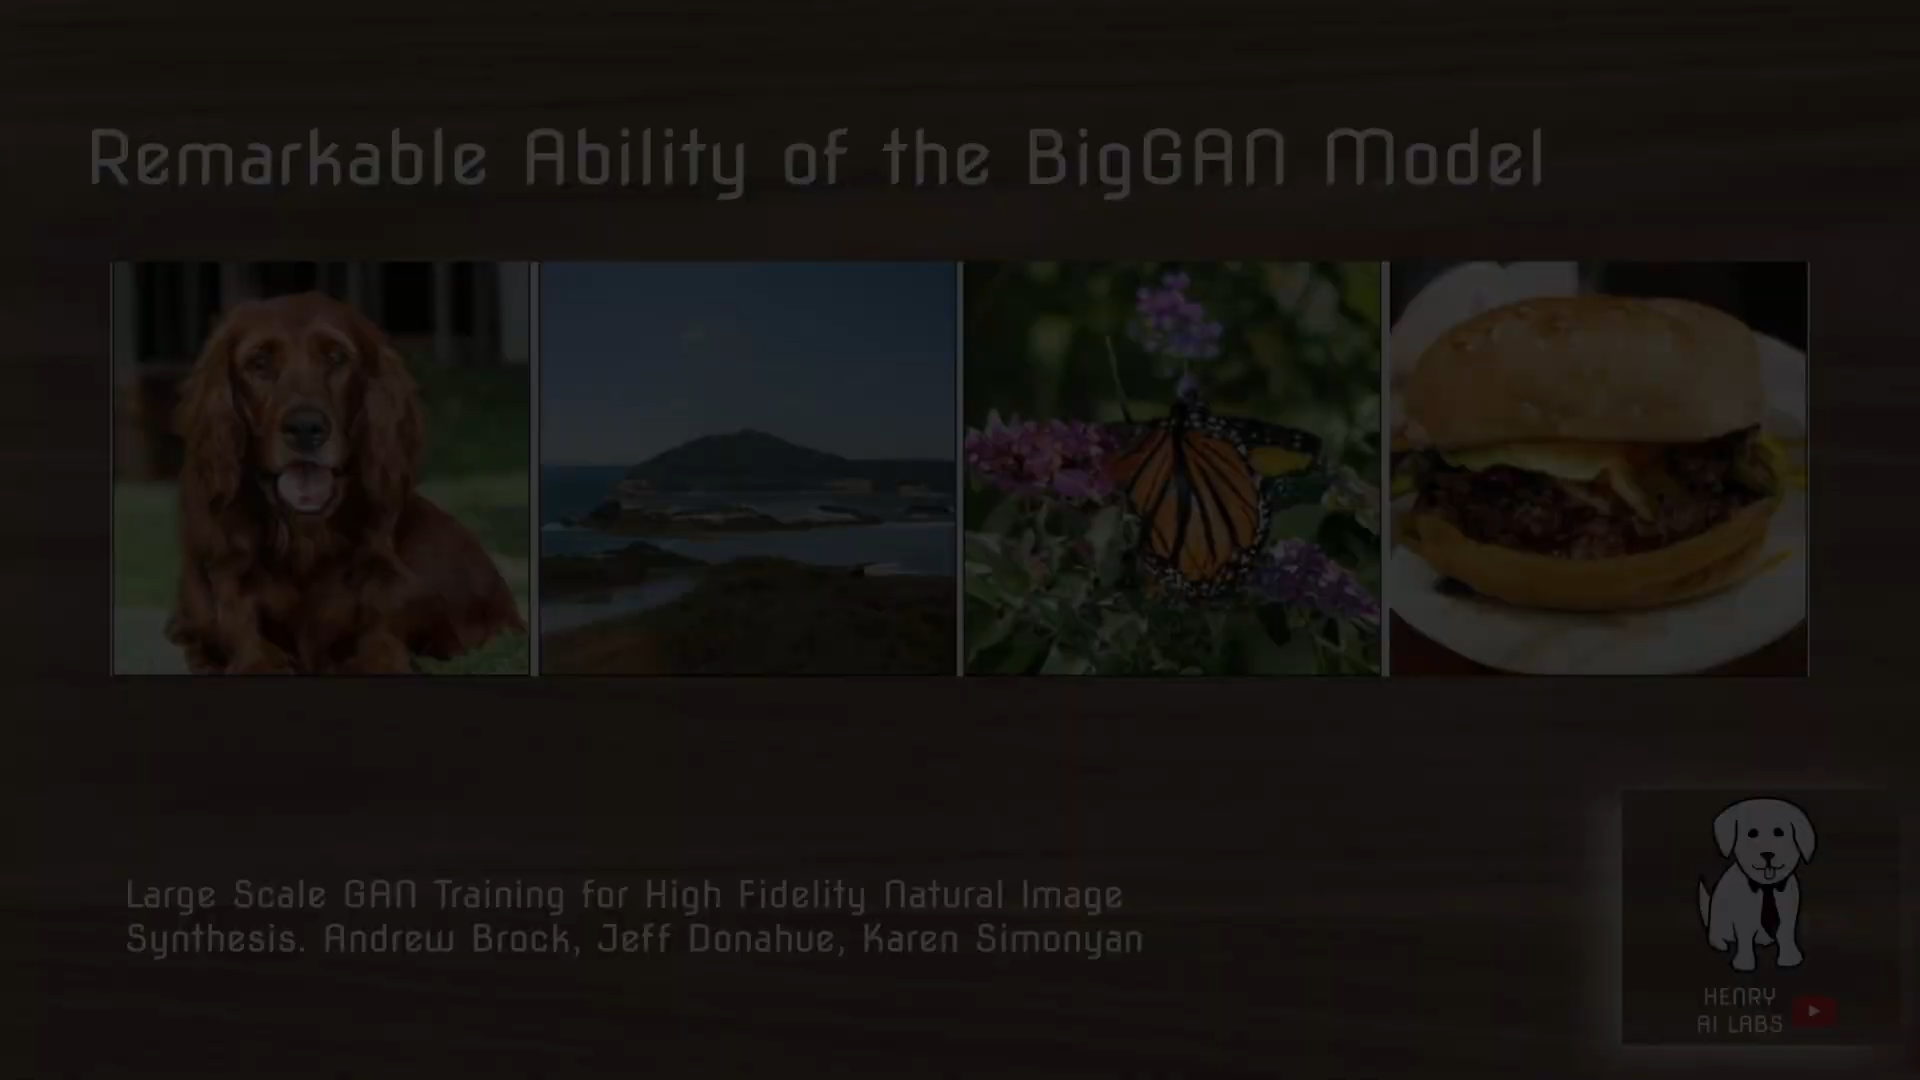 Remarkable Ability of the BigGAN Model
Large Scale GAN Training for High Fidelity Natural Image
Synthesis. Andrew Brock, Jeff Donahue, Karen Simonyan
HENRY
AI LABS